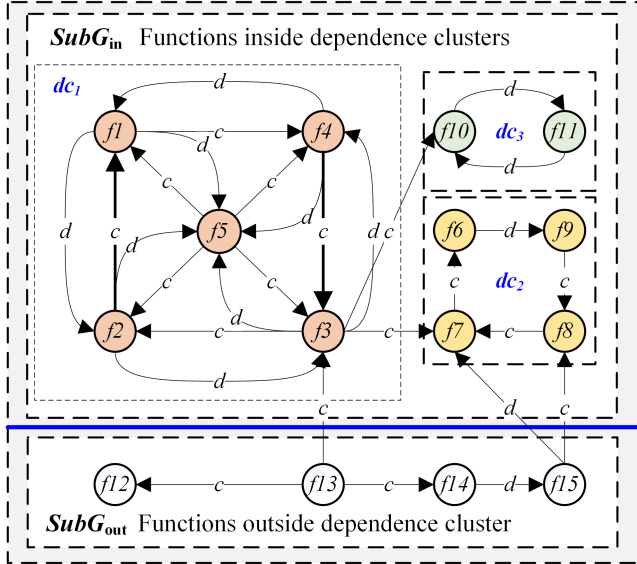 SubGin Functions inside dependence clusters
dc1
d
f1
c
f4
d
c
c
f5
d
c
d
c
d
c
c
d
c
d
f2
c
f3
d
c
d
f10
dc3
f11
d
f6
d
f9
c
dc2
c
f7
c
f8
c
c
d
c
f12
c
f13
c
f14
d
f15
SubGout Functions outside dependence cluster